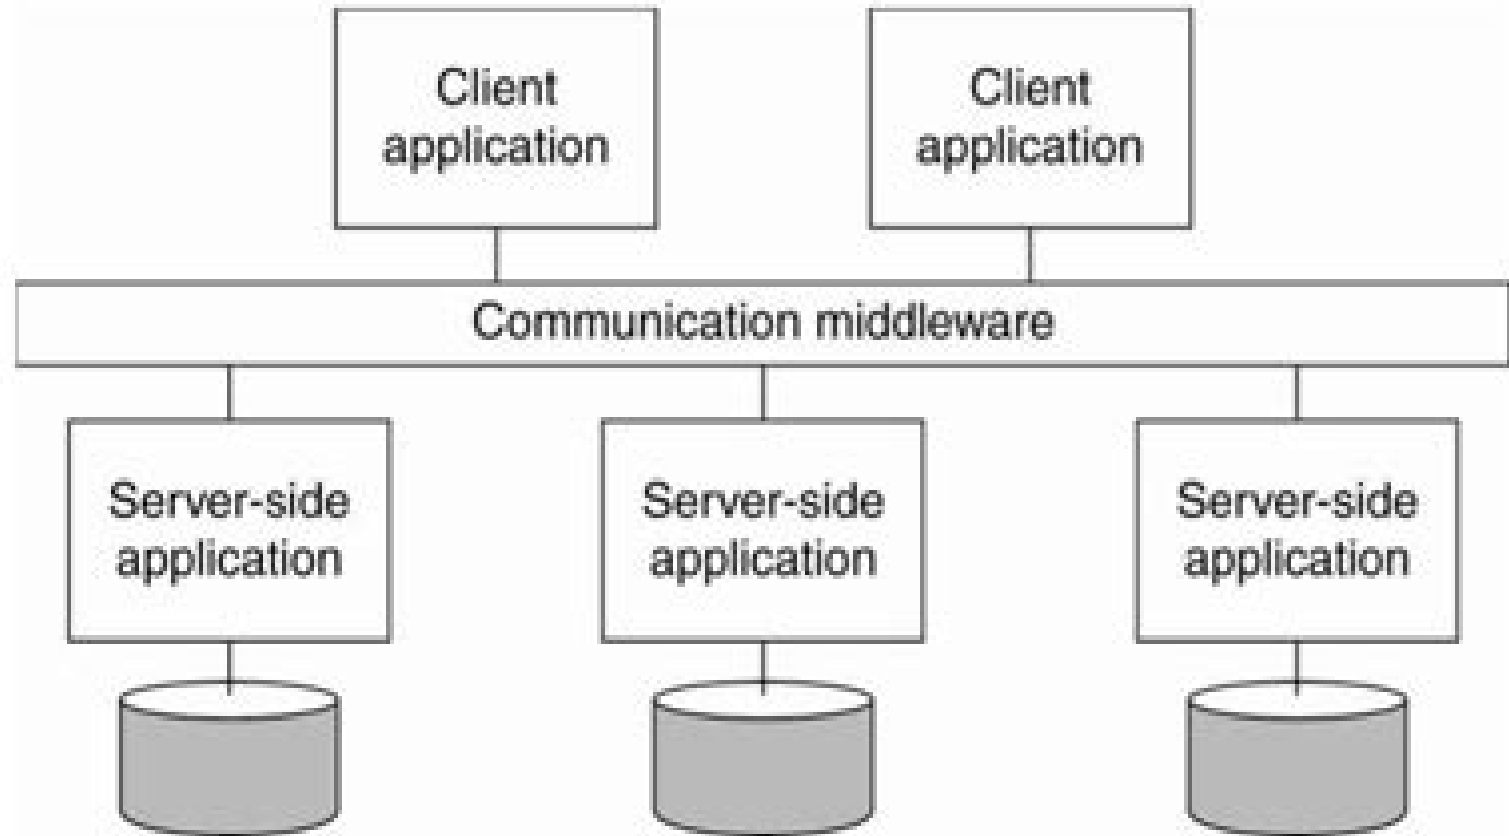 Client
application
Client
application
Communication middleware
Server-side
application
Server-side
application
Server-side
application